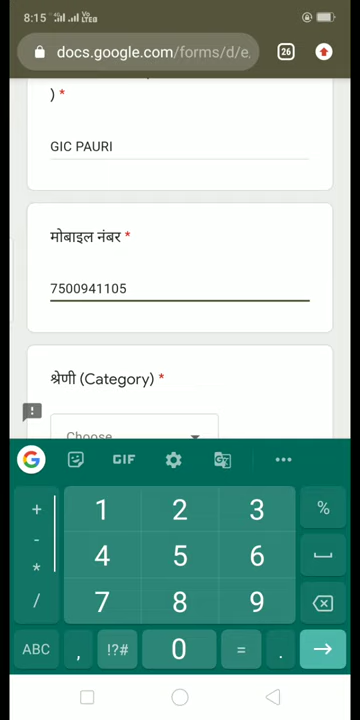 8:15
docs.google.com/forms/d/e
26
) *
GIC PAURI
मोबाइल नंबर *
7500941105
श्रेणी (Category) *
Choose
G GIF G ...
+ 1 2 3 %
- 4 5 6
* 7 8 9
/
ABC , !?# 0 = .